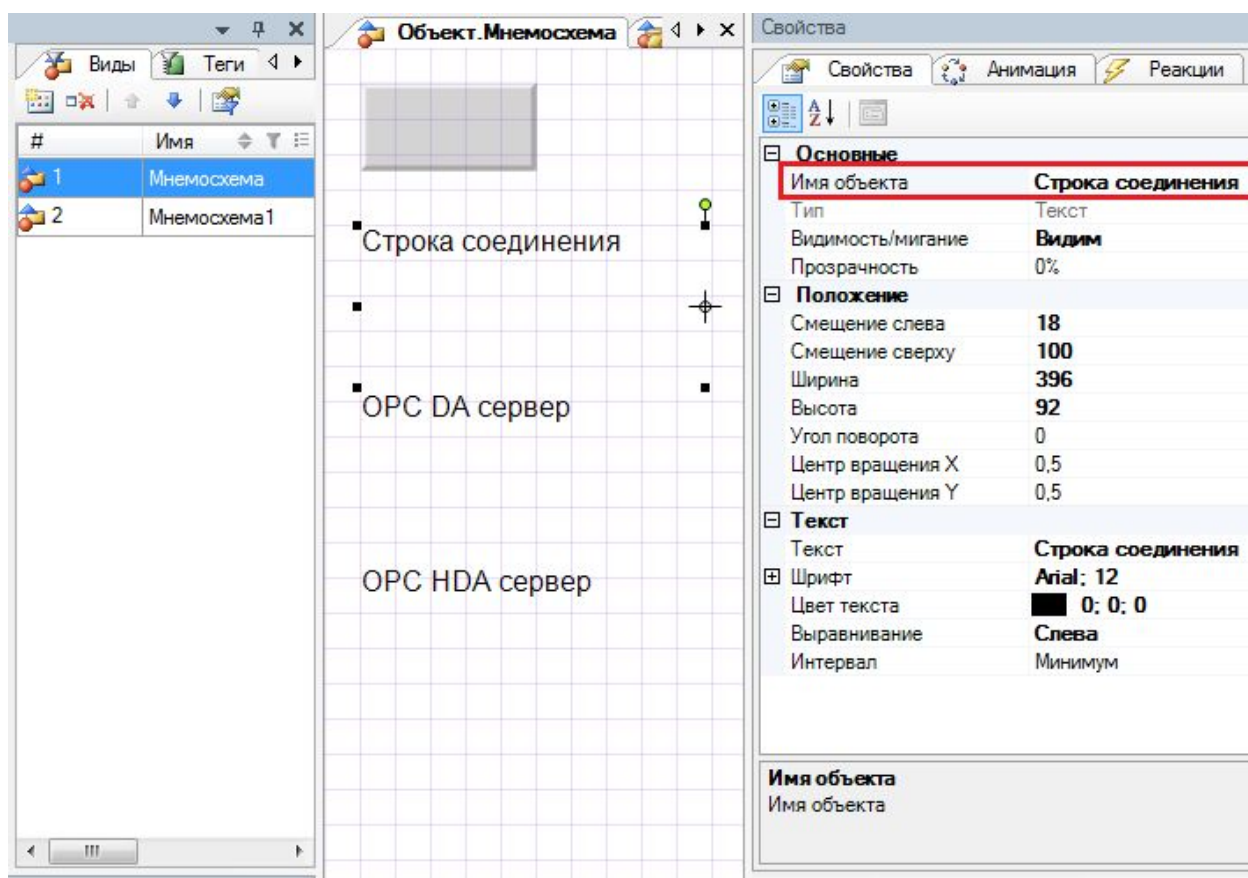 Виды Теги
# Имя
1 Мнемосхема
2 Мнемосхема1
Объект.Мнемосхема
Строка соединения
OPC DA сервер
OPC HDA сервер
Свойства
Свойства Анимация Реакции
Основные
Имя объекта Строка соединения
Тип Текст
Видимость/мигание Видим
Прозрачность 0%
Положение
Смещение слева 18
Смещение сверху 100
Ширина 396
Высота 92
Угол поворота 0
Центр вращения X 0,5
Центр вращения Y 0,5
Текст
Текст Строка соединения
Шрифт Arial; 12
Цвет текста 0; 0; 0
Выравнивание Слева
Интервал Минимум
Имя объекта
Имя объекта